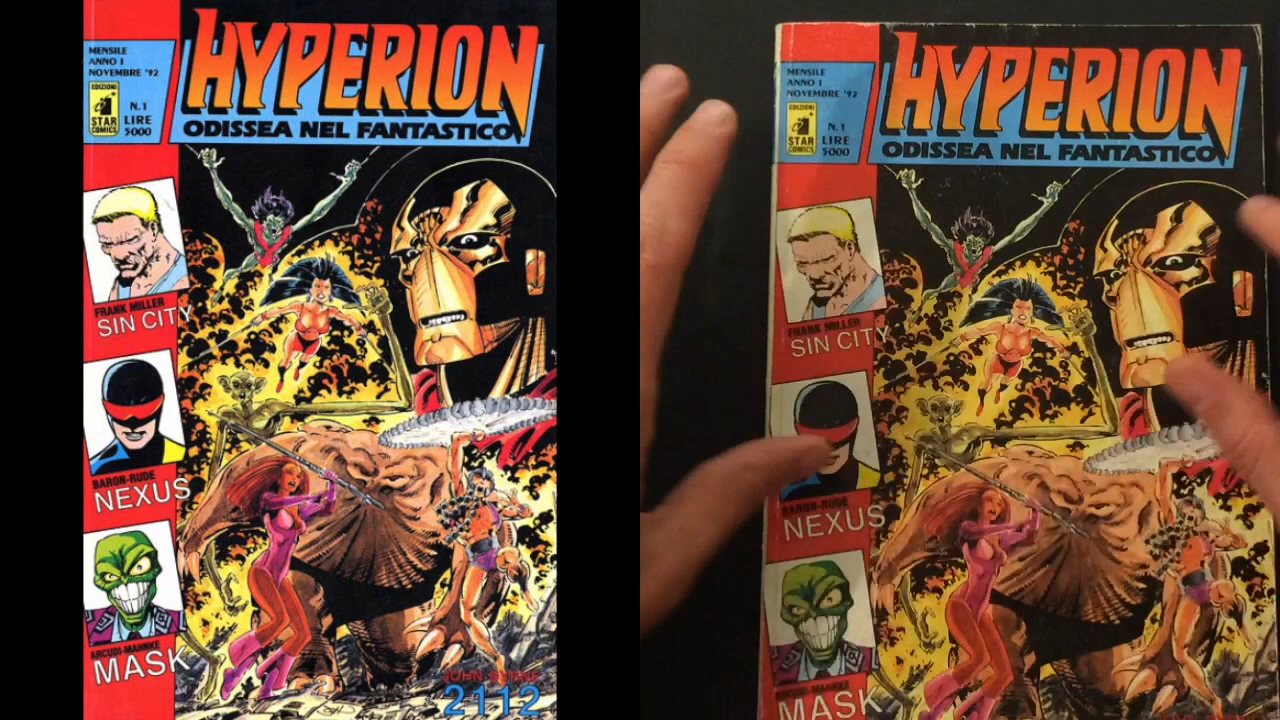 MENSILE
ANNO I
NOVEMBRE '92
EDIZIONI
STAR
COMICS
N.1
LIRE
5000
HYPERION
ODISSEA NEL FANTASTICO
FRANK MILLER
SIN CITY
BARON-RUDE
NEXUS
ARCUDI-MAHNKE
MASK
JOHN BYRNE
2112
MENSILE
ANNO I
NOVEMBRE '92
EDIZIONI
STAR
COMICS
N.1
LIRE
5000
HYPERION
ODISSEA NEL FANTASTICO
FRANK MILLER
SIN CITY
BARON-RUDE
NEXUS
ARCUDI-MAHNKE
MASK